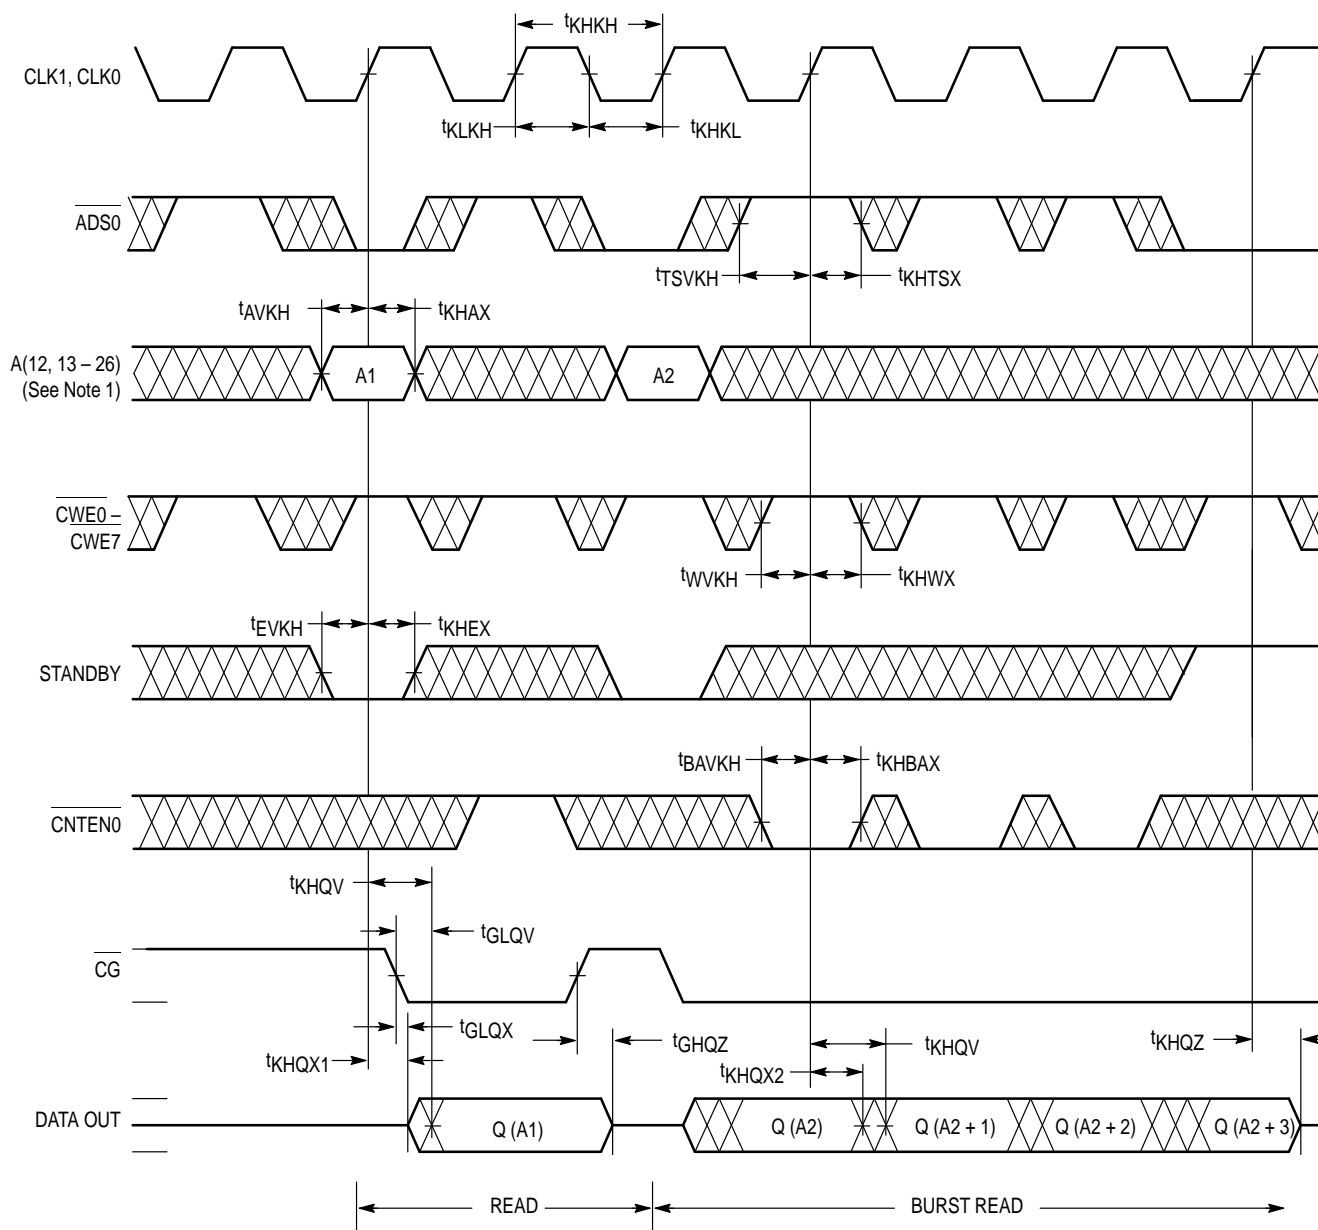 tKHKH
CLK1, CLK0
tKLKH
tKHKL
ADS0
tTSVKH
tKHTSX
tAVKH
tKHAX
A(12, 13 – 26)
(See Note 1)
A1
A2
CWE0 –
CWE7
tWVKH
tKHWX
tEVKH
tKHEX
STANDBY
tBAVKH
tKHBAX
CNTEN0
tKHQV
tGLQV
CG
tGLQX
tGHQZ
tKHQV
tKHQZ
tKHQX1
tKHQX2
DATA OUT
Q (A1)
Q (A2)
Q (A2 + 1)
Q (A2 + 2)
Q (A2 + 3)
READ
BURST READ